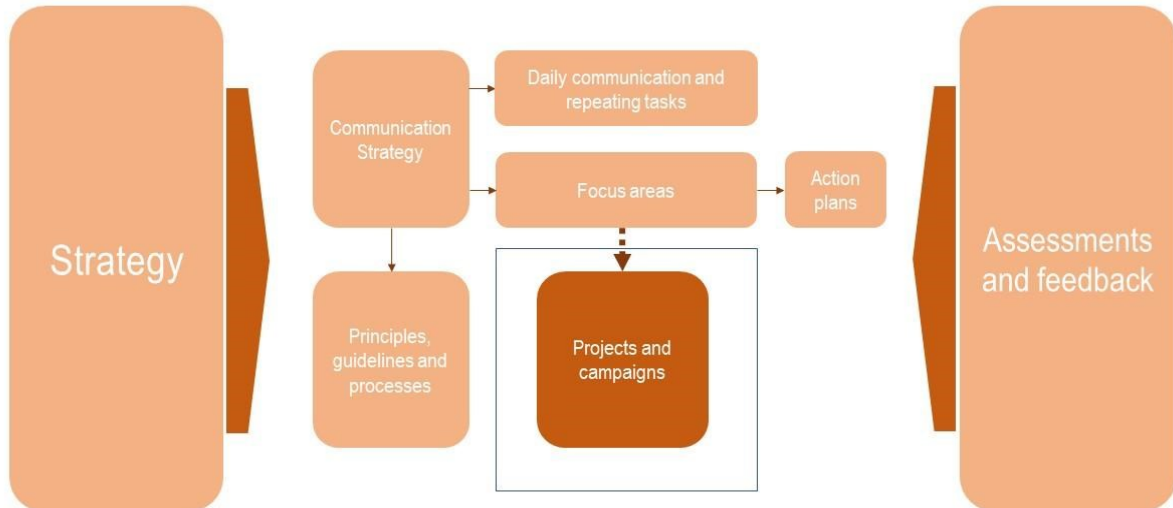 Strategy
Communication
Strategy
Daily communication and
repeating tasks
Focus areas
Action
plans
Principles,
guidelines and
processes
Projects and
campaigns
Assessments
and feedback